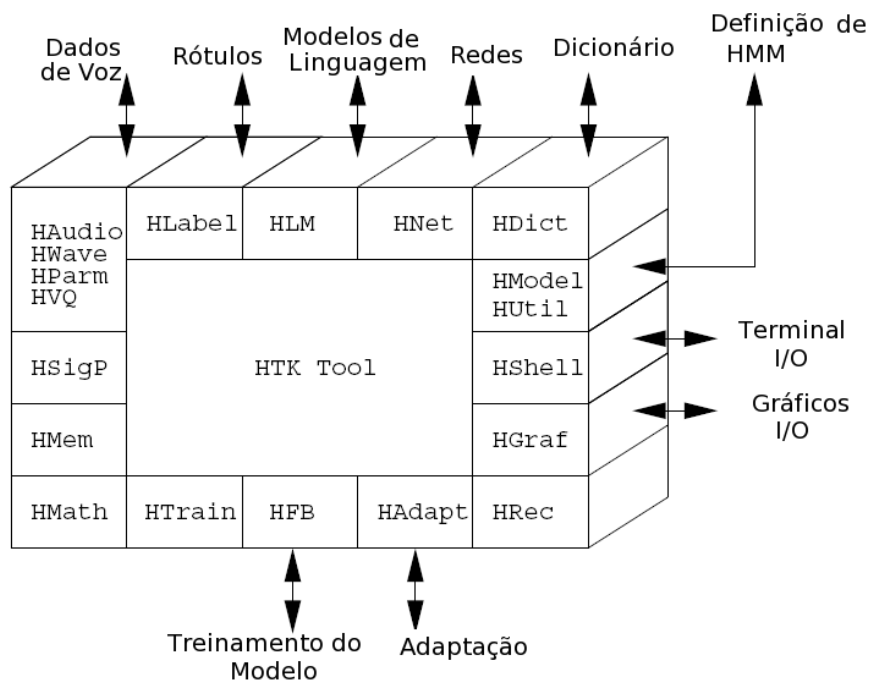 Dados
de Voz
Rótulos
Modelos de
Linguagem
Redes
Dicionário
Definição de
HMM
HAudio
HWave
HParm
HVQ
HLabel
HLM
HNet
HDict
HModel
HUtil
HSigP
HTK Tool
HShell
Terminal
I/O
HMem
HGraf
Gráficos
I/O
HMath
HTrain
HFB
HAdapt
HRec
Treinamento do
Modelo
Adaptação